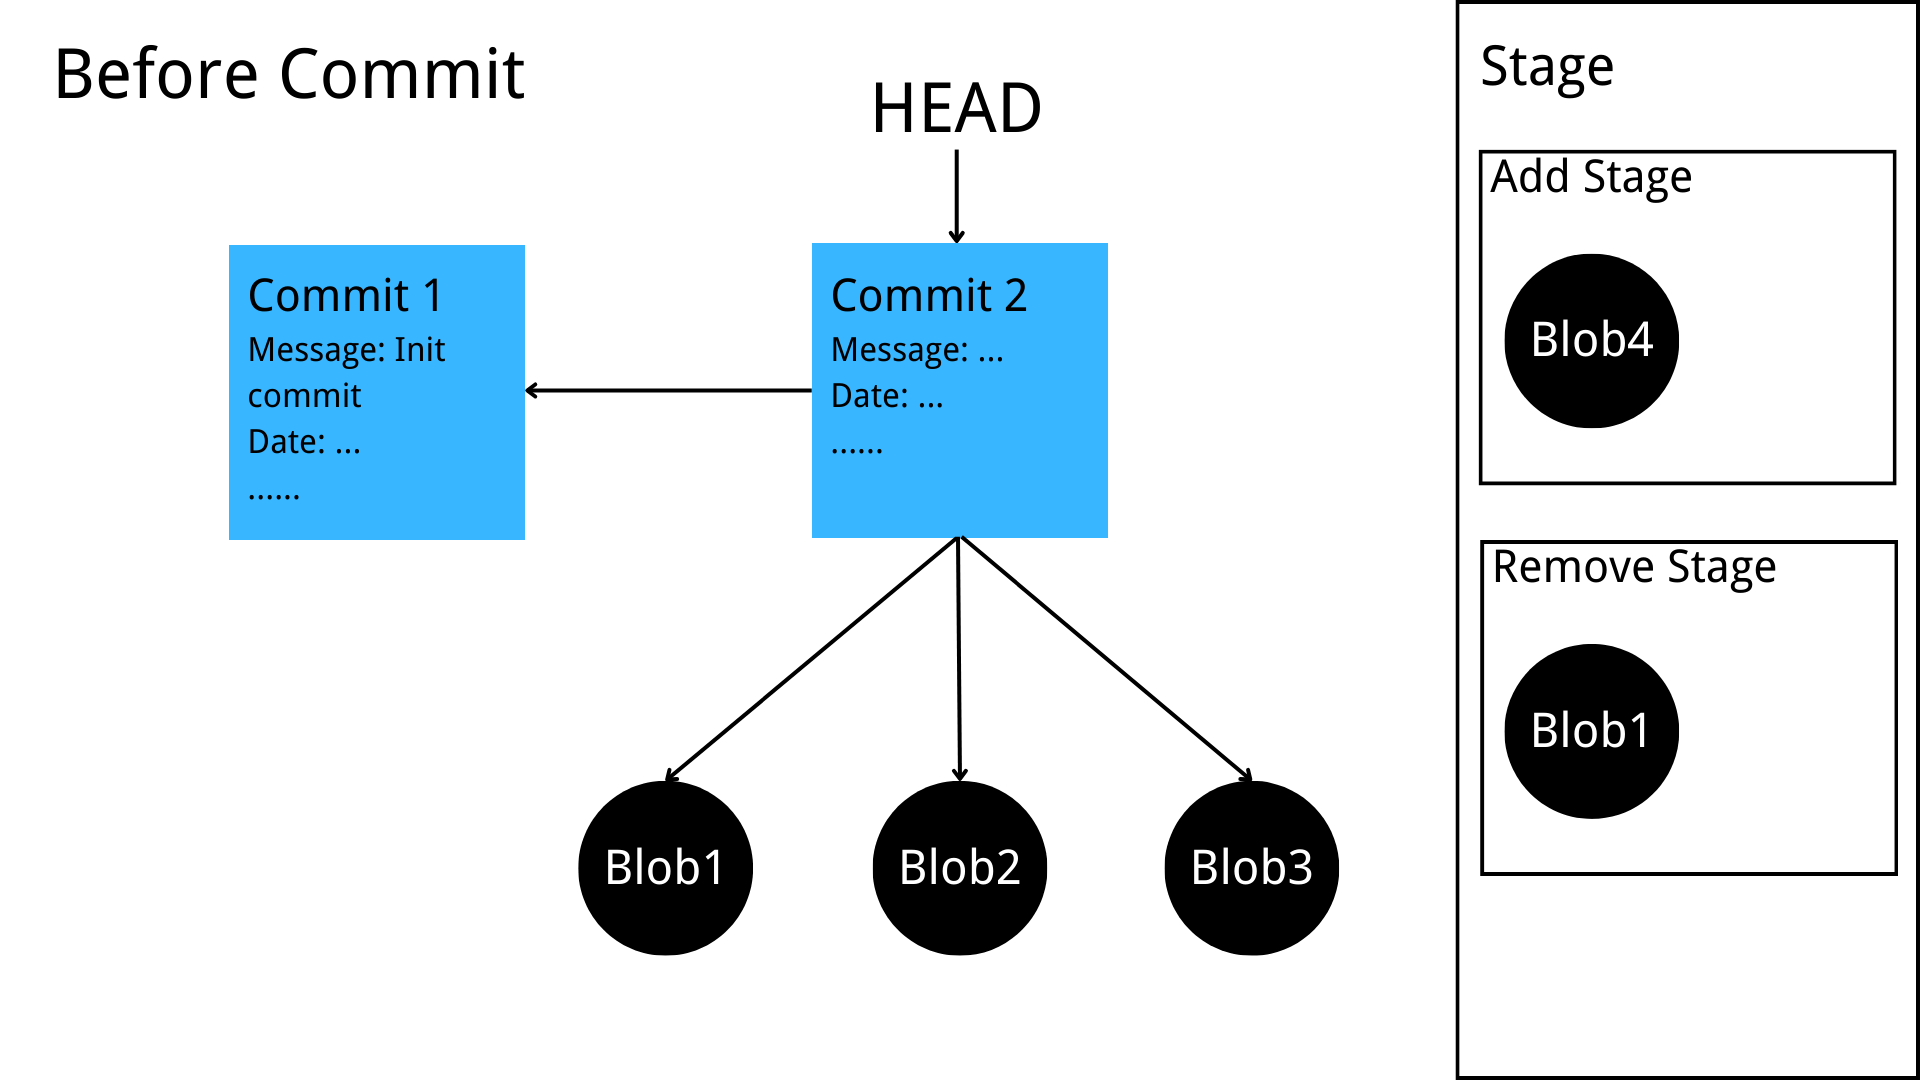 Before Commit
HEAD
Commit 1
Message: Init
commit
Date: ...
......
Commit 2
Message: ...
Date: ...
......
Blob1
Blob2
Blob3
Stage
Add Stage
Blob4
Remove Stage
Blob1